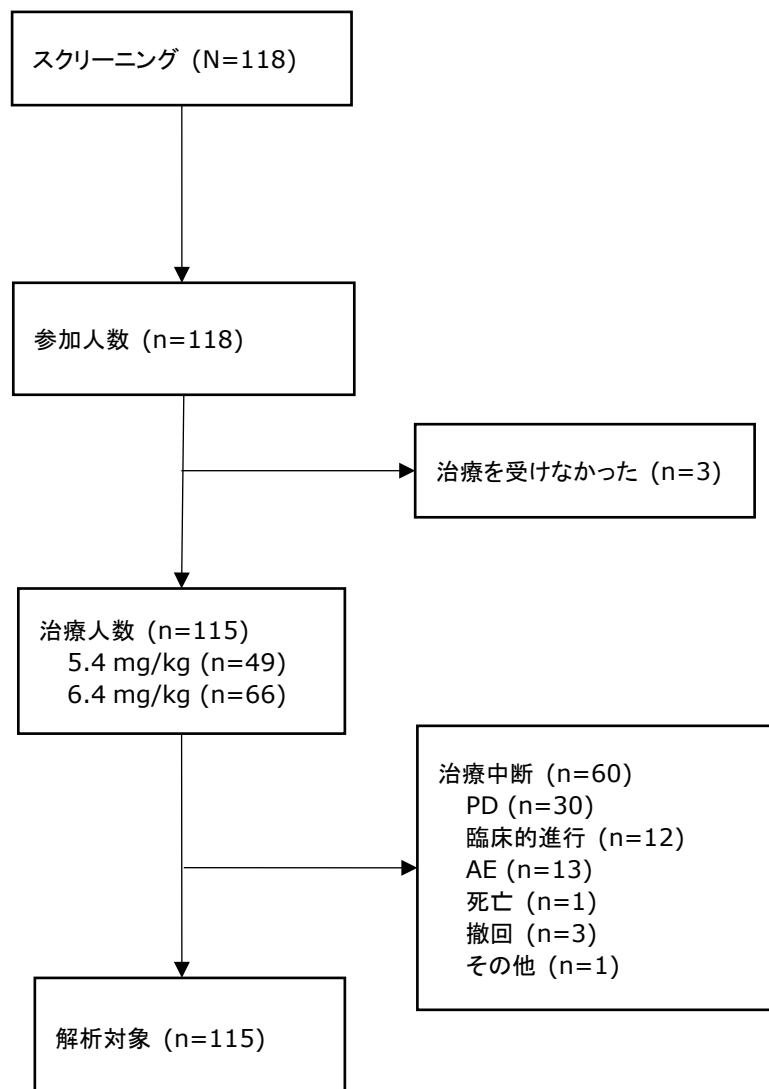 スクリーニング (N=118)
参加人数 (n=118)
治療を受けなかった (n=3)
治療人数 (n=115)
5.4 mg/kg (n=49)
6.4 mg/kg (n=66)
治療中断 (n=60)
PD (n=30)
臨床的進行 (n=12)
AE (n=13)
死亡 (n=1)
撤回 (n=3)
その他 (n=1)
解析対象 (n=115)